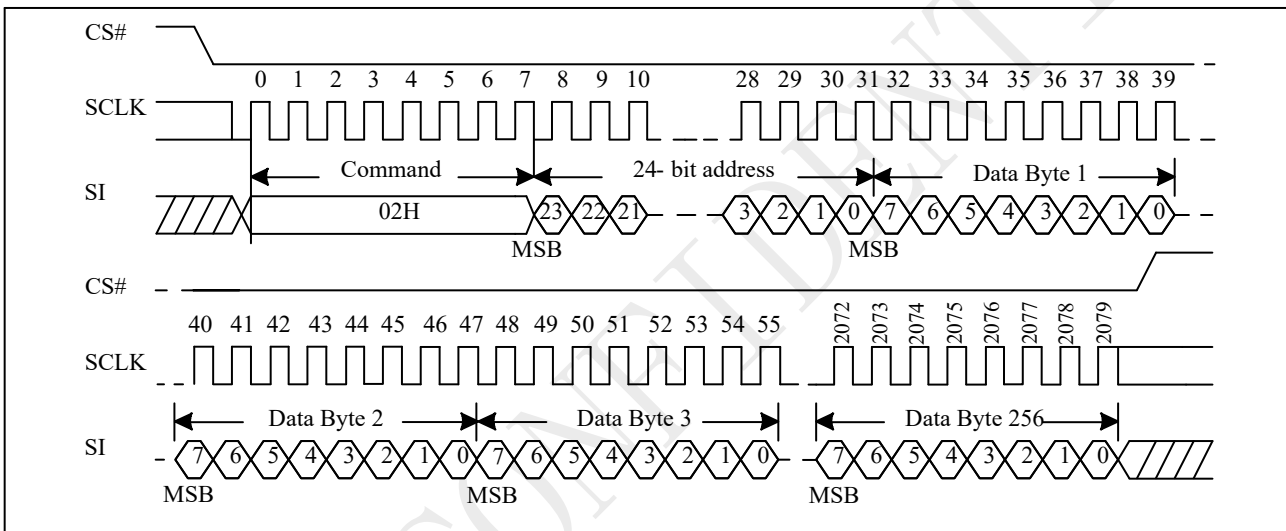 CS#
0 1 2 3 4 5 6 7 8 9 10 28 29 30 31 32 33 34 35 36 37 38 39
SCLK
Command 24- bit address Data Byte 1
SI
02H 23 22 21 3 2 1 0 7 6 5 4 3 2 1 0
MSB MSB
CS#
40 41 42 43 44 45 46 47 48 49 50 51 52 53 54 55 2072 2073 2074 2075 2076 2077 2078 2079
SCLK
Data Byte 2 Data Byte 3 Data Byte 256
SI
7 6 5 4 3 2 1 0 7 6 5 4 3 2 1 0 7 6 5 4 3 2 1 0
MSB MSB MSB
CONFIDENT